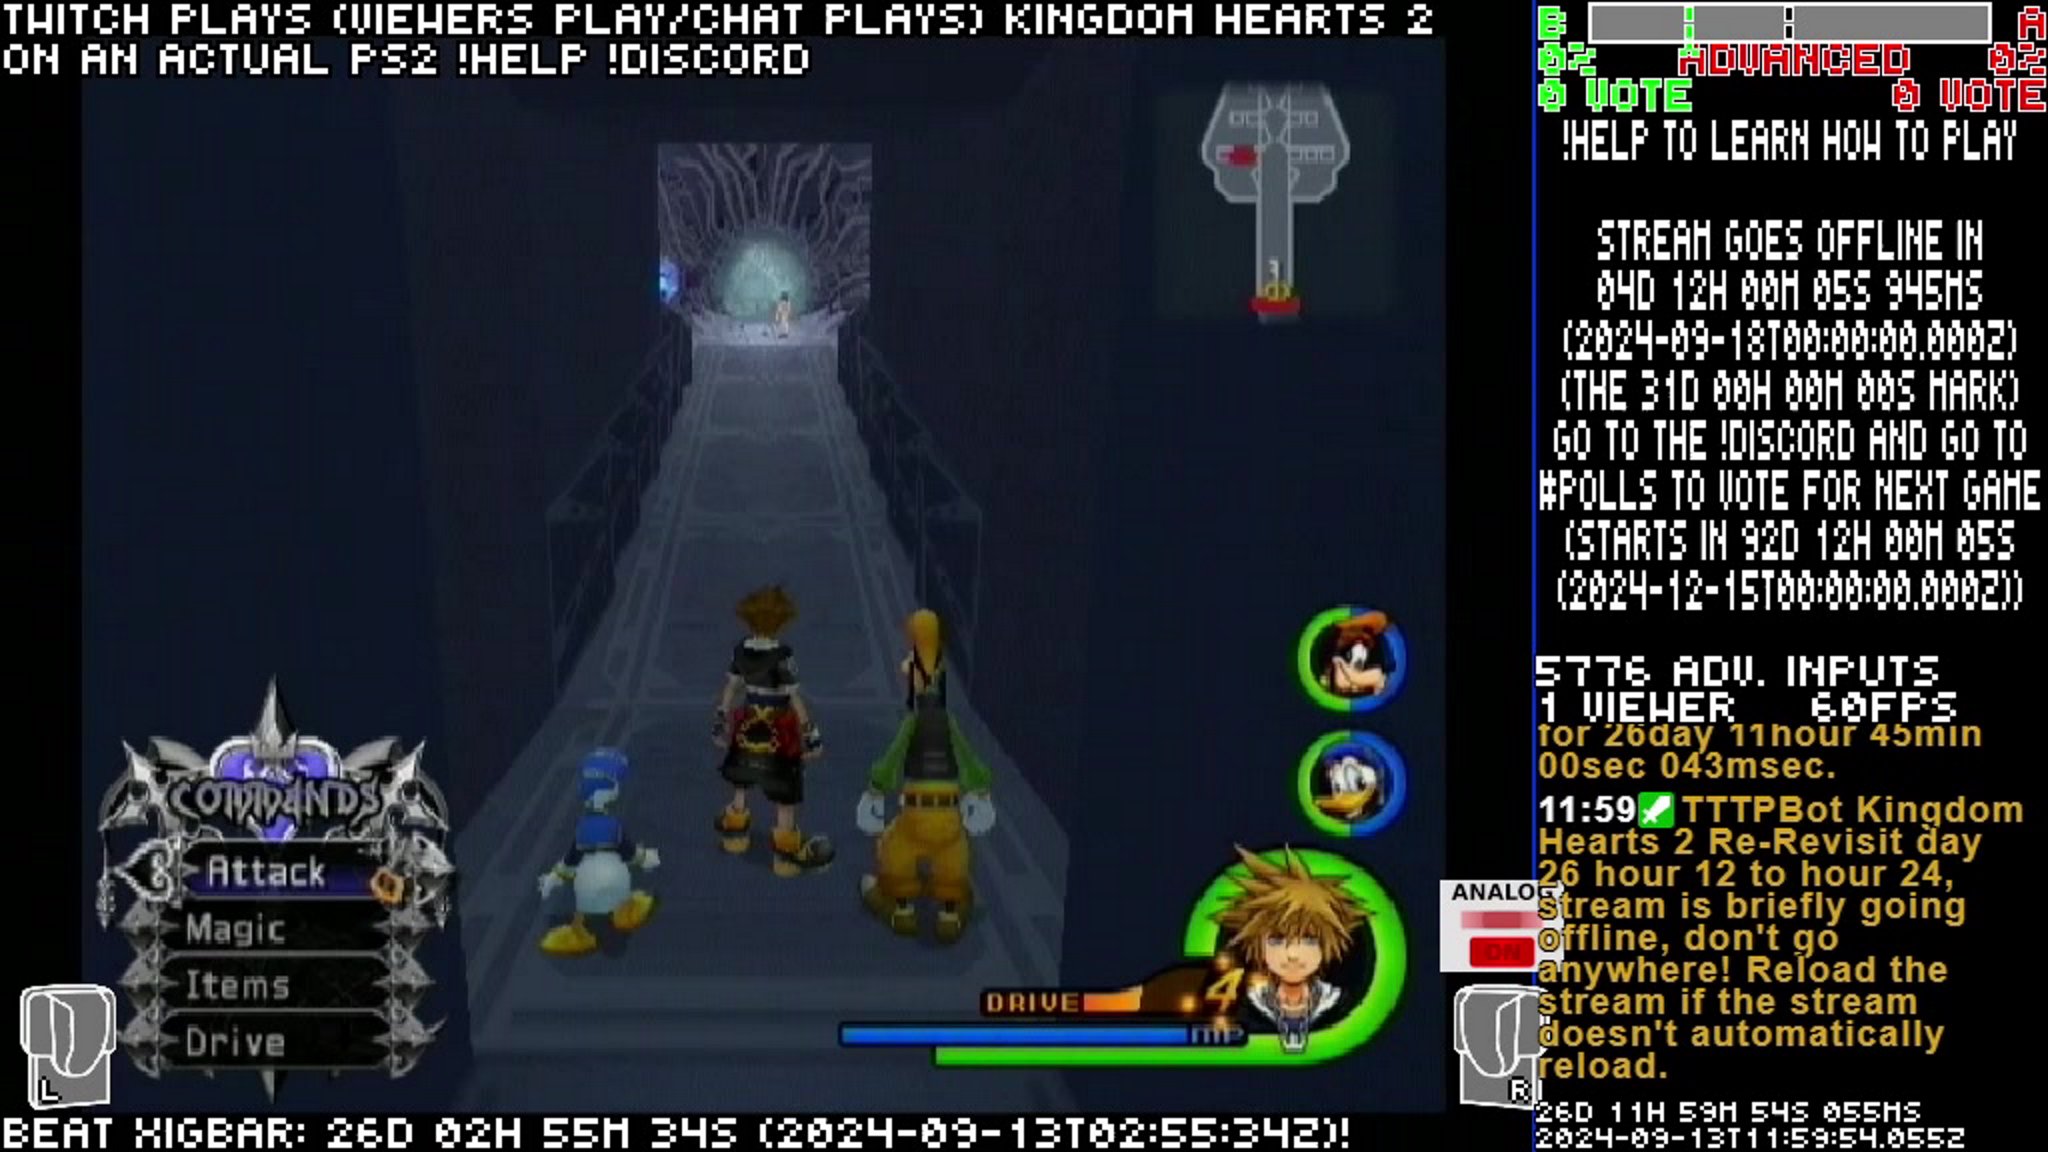 TWITCH PLAYS (VIEWERS PLAY/CHAT PLAYS) KINGDOM HEARTS 2
ON AN ACTUAL PS2 !HELP !DISCORD
B
A
0%
ADVANCED
0%
0 VOTE
0 VOTE
!HELP TO LEARN HOW TO PLAY
STREAM GOES OFFLINE IN
04D 12H 00M 05S 945MS
(2024-09-18T00:00:00.000Z)
(THE 31D 00H 00M 00S MARK)
GO TO THE !DISCORD AND GO TO
#POLLS TO VOTE FOR NEXT GAME
(STARTS IN 92D 12H 00M 05S
(2024-12-15T00:00:00.000Z))
5776 ADV. INPUTS
1 VIEWER 60FPS
for 26day 11hour 45min
00sec 043msec.
11:59 TTTPBot Kingdom
Hearts 2 Re-Revisit day
26 hour 12 to hour 24,
stream is briefly going
offline, don't go
anywhere! Reload the
stream if the stream
doesn't automatically
reload.
26D 11H 59M 54S 055MS
2024-09-13T11:59:54.055Z
COMMANDS
Attack
Magic
Items
Drive
DRIVE
4
MP
ANALOG
ON
L
R
BEAT XIGBAR: 26D 02H 55M 34S (2024-09-13T02:55:34Z)!